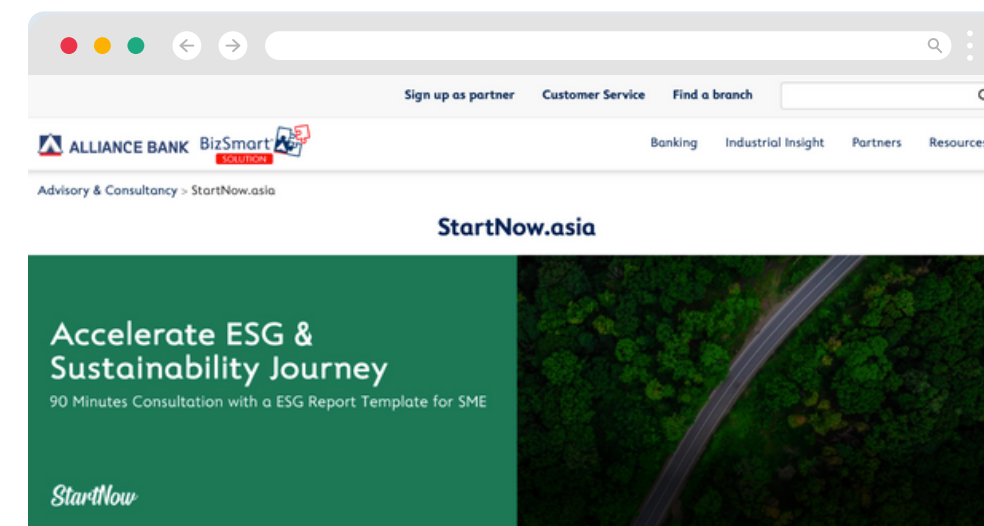 Sign up as partner Customer Service Find a branch
ALLIANCE BANK BizSmart
SOLUTION
Banking Industrial Insight Partners Resources
Advisory & Consultancy > StartNow.asia
StartNow.asia
Accelerate ESG &
Sustainability Journey
90 Minutes Consultation with a ESG Report Template for SME
StartNow